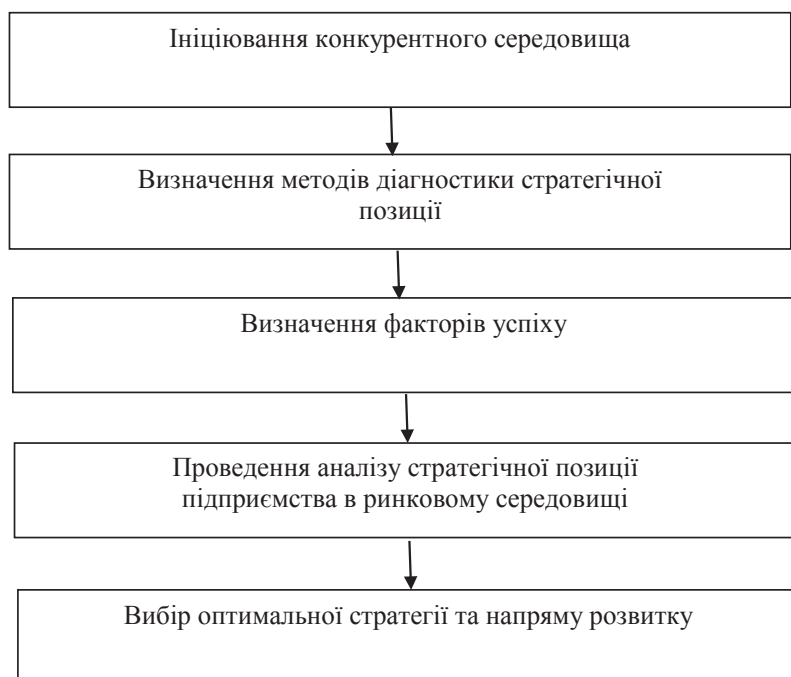 Ініціювання конкурентного середовища
Визначення методів діагностики стратегічної
позиції
Визначення факторів успіху
Проведення аналізу стратегічної позиції
підприємства в ринковому середовищі
Вибір оптимальної стратегії та напряму розвитку